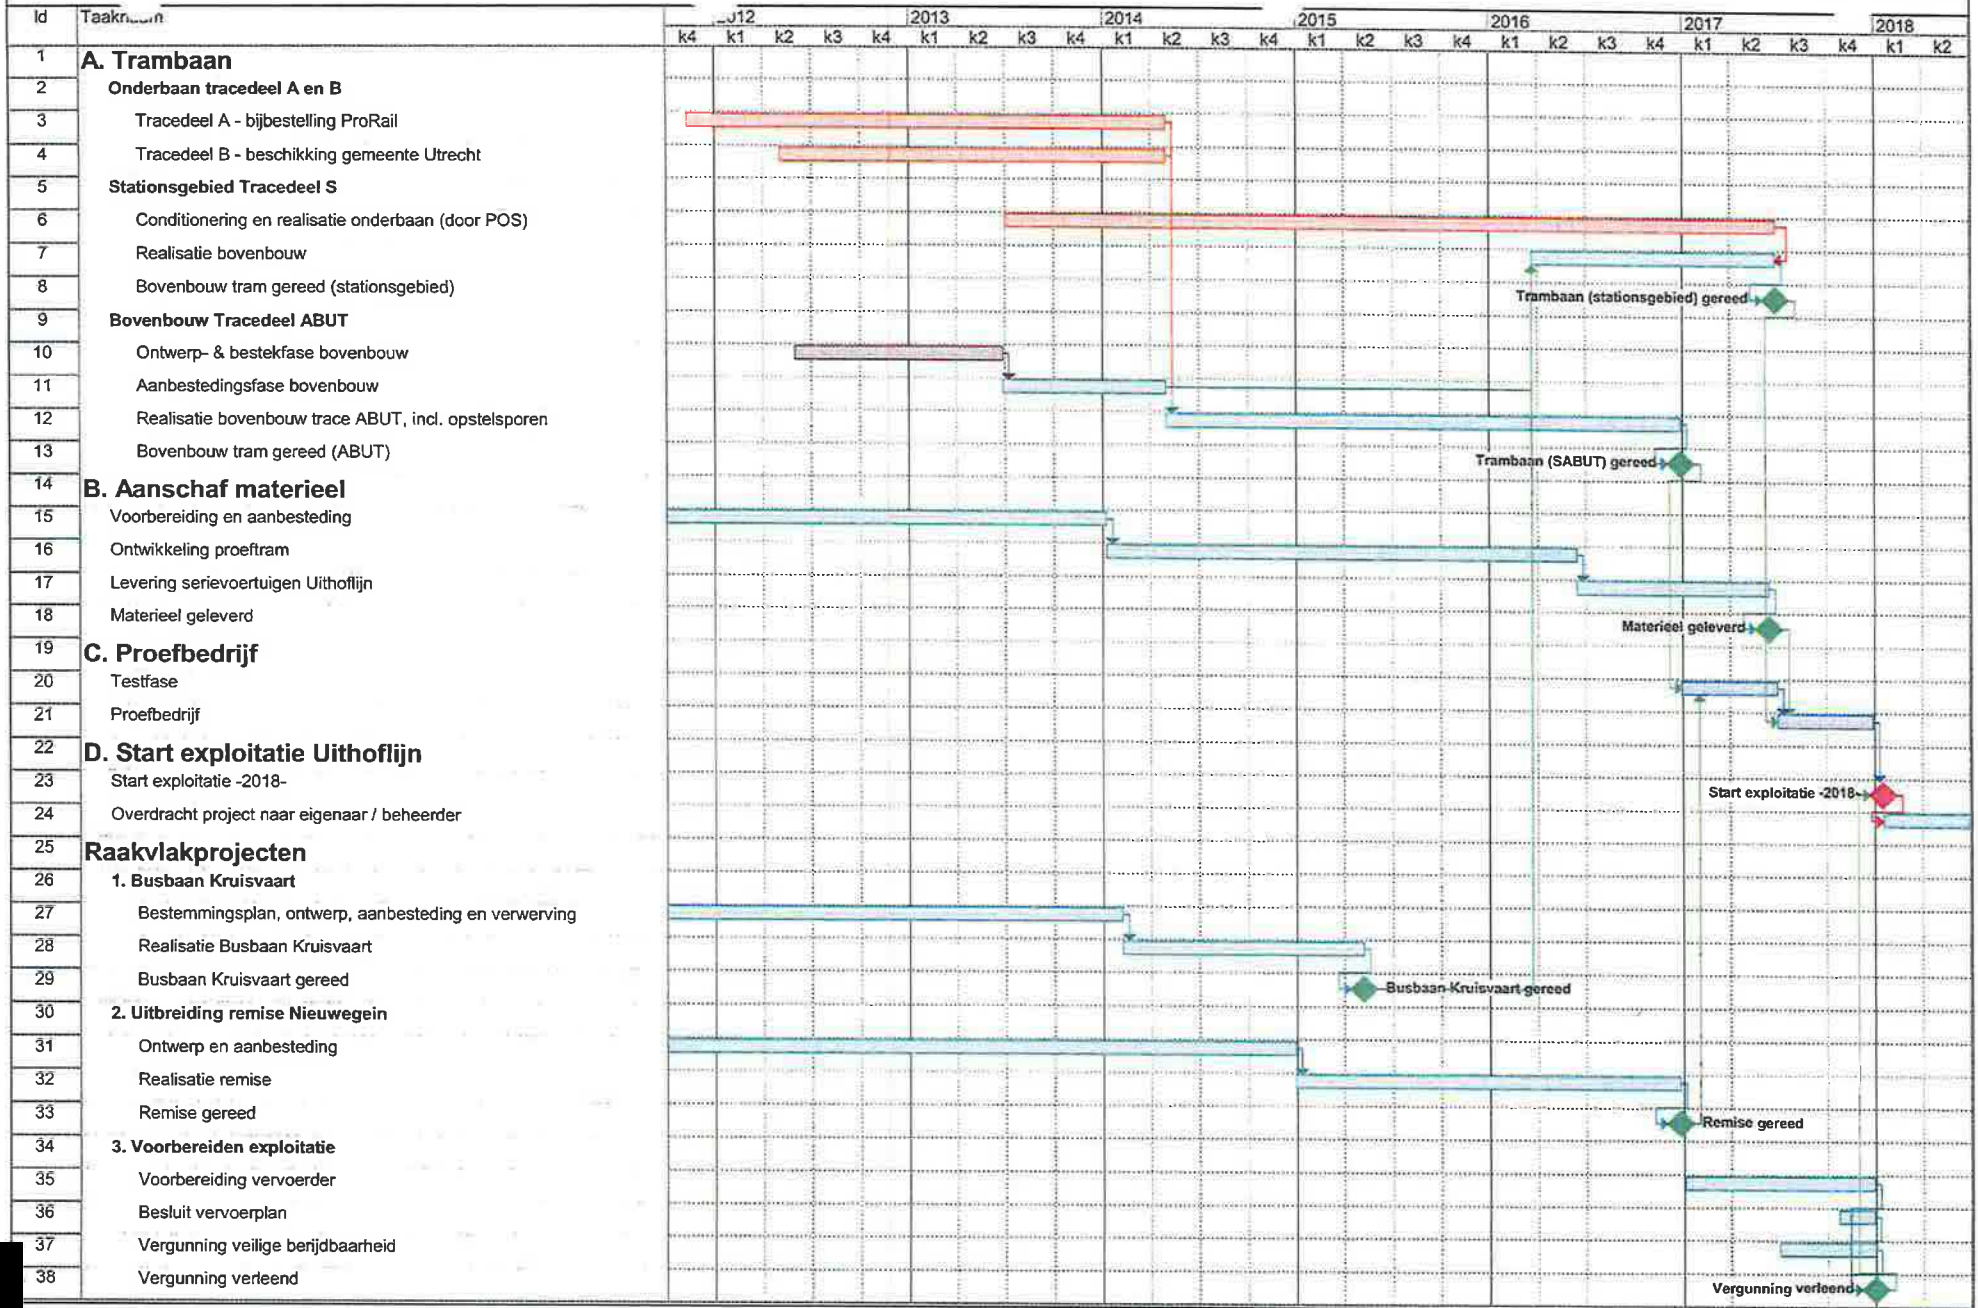 Id Taaknaam 2012 2013 2014 2015 2016 2017 2018
k4 k1 k2 k3 k4 k1 k2 k3 k4 k1 k2 k3 k4 k1 k2 k3 k4 k1 k2 k3 k4 k1 k2 k3 k4 k1 k2
1 A. Trambaan
2 Onderbaan tracedeel A en B
3 Tracedeel A - bijbestelling ProRail
4 Tracedeel B - beschikking gemeente Utrecht
5 Stationsgebied Tracedeel S
6 Conditionering en realisatie onderbaan (door POS)
7 Realisatie bovenbouw
8 Bovenbouw tram gereed (stationsgebied) Trambaan (stationsgebied) gereed
9 Bovenbouw Tracedeel ABUT
10 Ontwerp- & bestekfase bovenbouw
11 Aanbestedingsfase bovenbouw
12 Realisatie bovenbouw trace ABUT, incl. opstelsporen
13 Bovenbouw tram gereed (ABUT) Trambaan (SABUT) gereed
14 B. Aanschaf materieel
15 Voorbereiding en aanbesteding
16 Ontwikkeling proeftram
17 Levering serievoertuigen Uithoflijn
18 Materieel geleverd Materieel geleverd
19 C. Proefbedrijf
20 Testfase
21 Proefbedrijf
22 D. Start exploitatie Uithoflijn
23 Start exploitatie -2018- Start exploitatie -2018-
24 Overdracht project naar eigenaar / beheerder
25 Raakvlakprojecten
26 1. Busbaan Kruisvaart
27 Bestemmingsplan, ontwerp, aanbesteding en verwerving
28 Realisatie Busbaan Kruisvaart
29 Busbaan Kruisvaart gereed Busbaan Kruisvaart gereed
30 2. Uitbreiding remise Nieuwegein
31 Ontwerp en aanbesteding
32 Realisatie remise
33 Remise gereed Remise gereed
34 3. Voorbereiden exploitatie
35 Voorbereiding vervoerder
36 Besluit vervoerplan
37 Vergunning veilige berijdbaarheid
38 Vergunning verleend Vergunning verleend